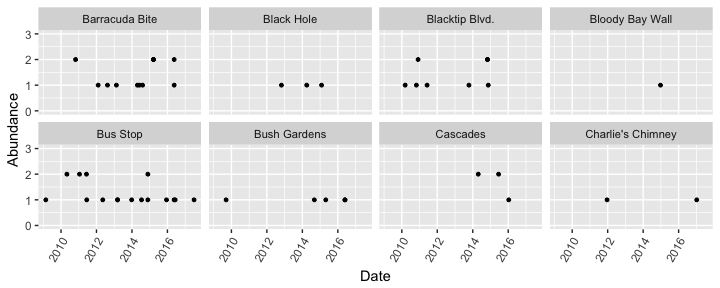 Barracuda Bite Black Hole Blacktip Blvd. Bloody Bay Wall
3
2
1
0
Abundance
Bus Stop Bush Gardens Cascades Charlie's Chimney
3
2
1
0
2010 2012 2014 2016 2010 2012 2014 2016 2010 2012 2014 2016 2010 2012 2014 2016
Date